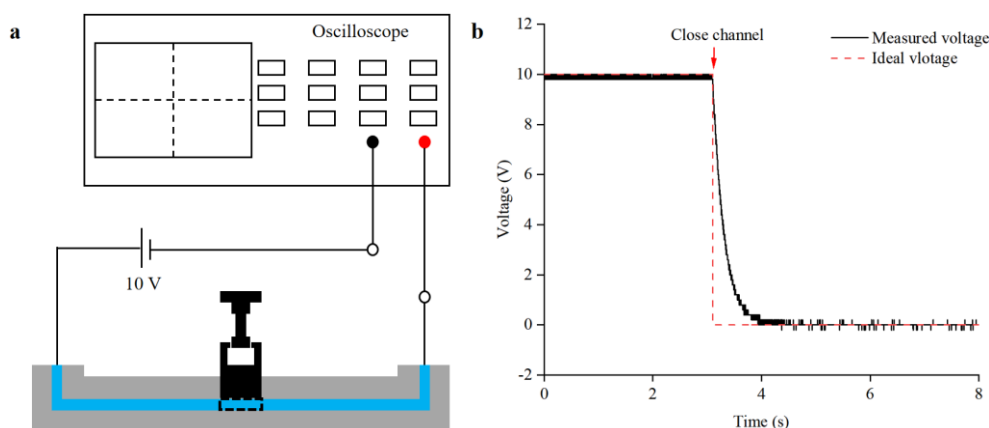 a
Oscilloscope
10 V
b
Close channel
Measured voltage
Ideal vlotage
Voltage (V)
12
10
8
6
4
2
0
-2
0
2
4
6
8
Time (s)